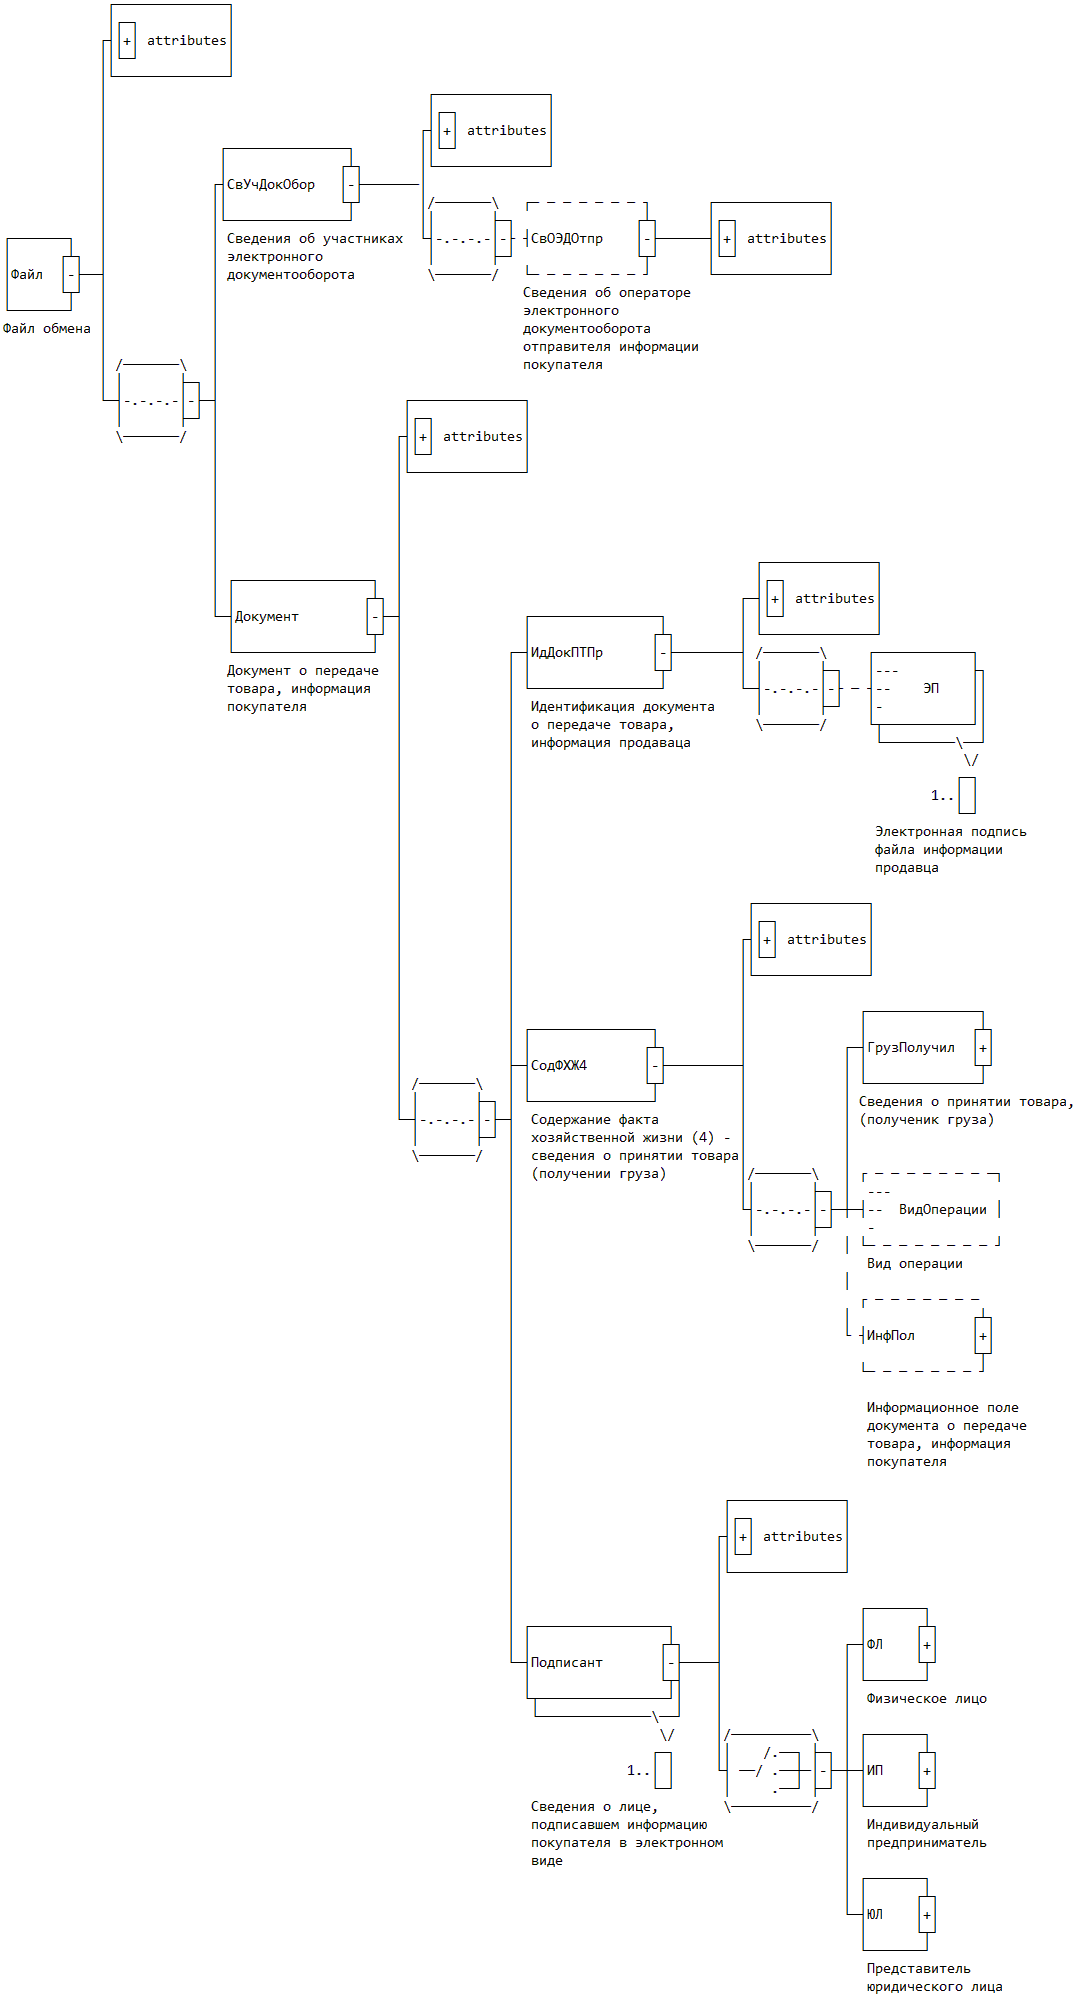 + attributes
+ attributes
СвУчДокОбор -
Сведения об участниках
электронного
документооборота
-.-.-.- -
СвОЭДОтпр -
+ attributes
Сведения об операторе
электронного
документооборота
отправителя информации
покупателя
Файл -
Файл обмена
-.-.-.- -
+ attributes
Документ -
Документ о передаче
товара, информация
покупателя
+ attributes
ИдДокПТПр -
Идентификация документа
о передаче товара,
информация продаваца
-.-.-.- -
---
-- ЭП
-
1..
Электронная подпись
файла информации
продавца
+ attributes
СодФХЖ4 -
Содержание факта
хозяйственной жизни (4) -
сведения о принятии товара
(получении груза)
-.-.-.- -
ГрузПолучил +
Сведения о принятии товара,
(полученик груза)
-.-.-.- -
---
-- ВидОперации
-
Вид операции
ИнфПол +
Информационное поле
документа о передаче
товара, информация
покупателя
+ attributes
Подписант -
1..
Сведения о лице,
подписавшем информацию
покупателя в электронном
виде
-
ФЛ +
Физическое лицо
ИП +
Индивидуальный
предприниматель
ЮЛ +
Представитель
юридического лица